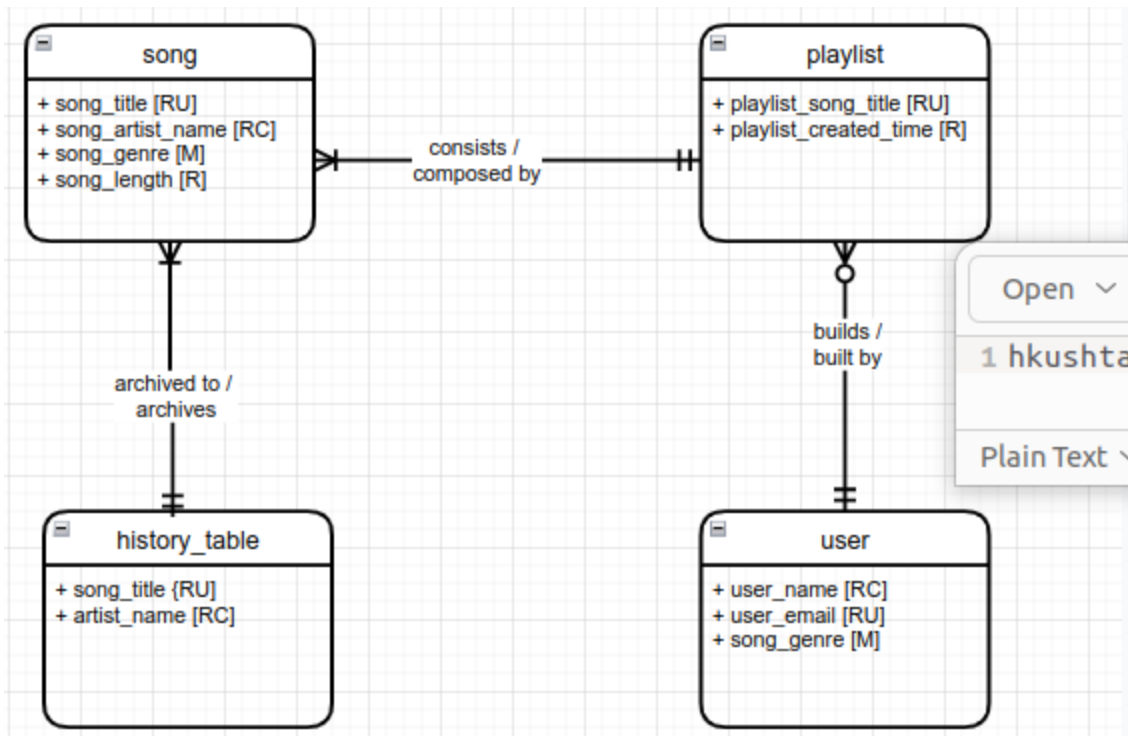 song
+ song_title [RU]
+ song_artist_name [RC]
+ song_genre [M]
+ song_length [R]
consists /
composed by
playlist
+ playlist_song_title [RU]
+ playlist_created_time [R]
archived to /
archives
builds /
built by
Open
1 hkushta
Plain Text
history_table
+ song_title {RU]
+ artist_name [RC]
user
+ user_name [RC]
+ user_email [RU]
+ song_genre [M]